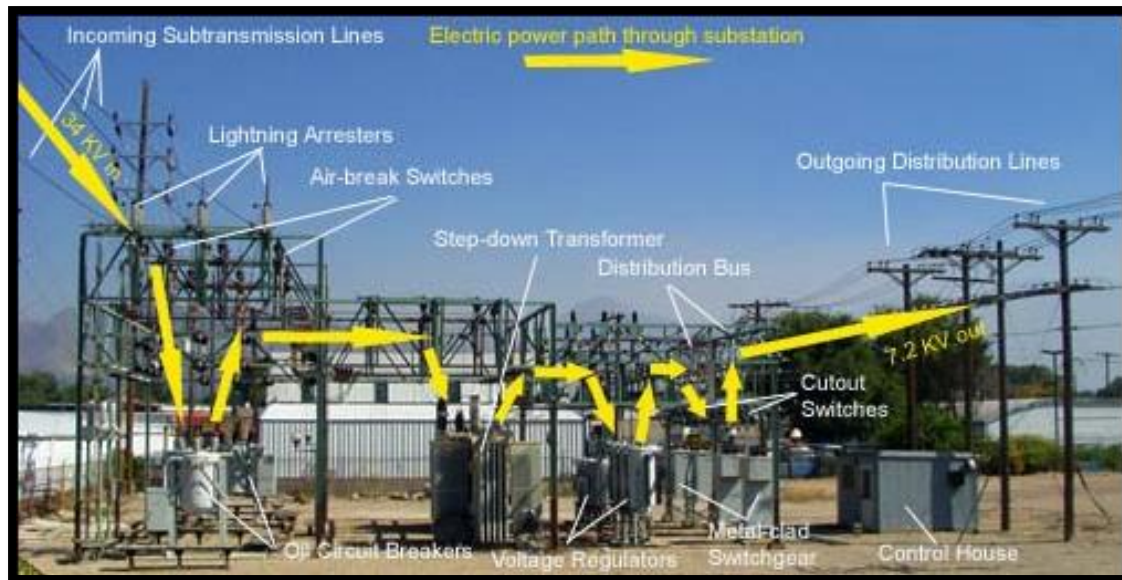 Incoming Subtransmission Lines
Electric power path through substation
34 KV in
Lightning Arresters
Air-break Switches
Outgoing Distribution Lines
Step-down Transformer
Distribution Bus
7.2 KV out
Cutout
Switches
Oil Circuit Breakers
Voltage Regulators
Metal-clad
Switchgear
Control House